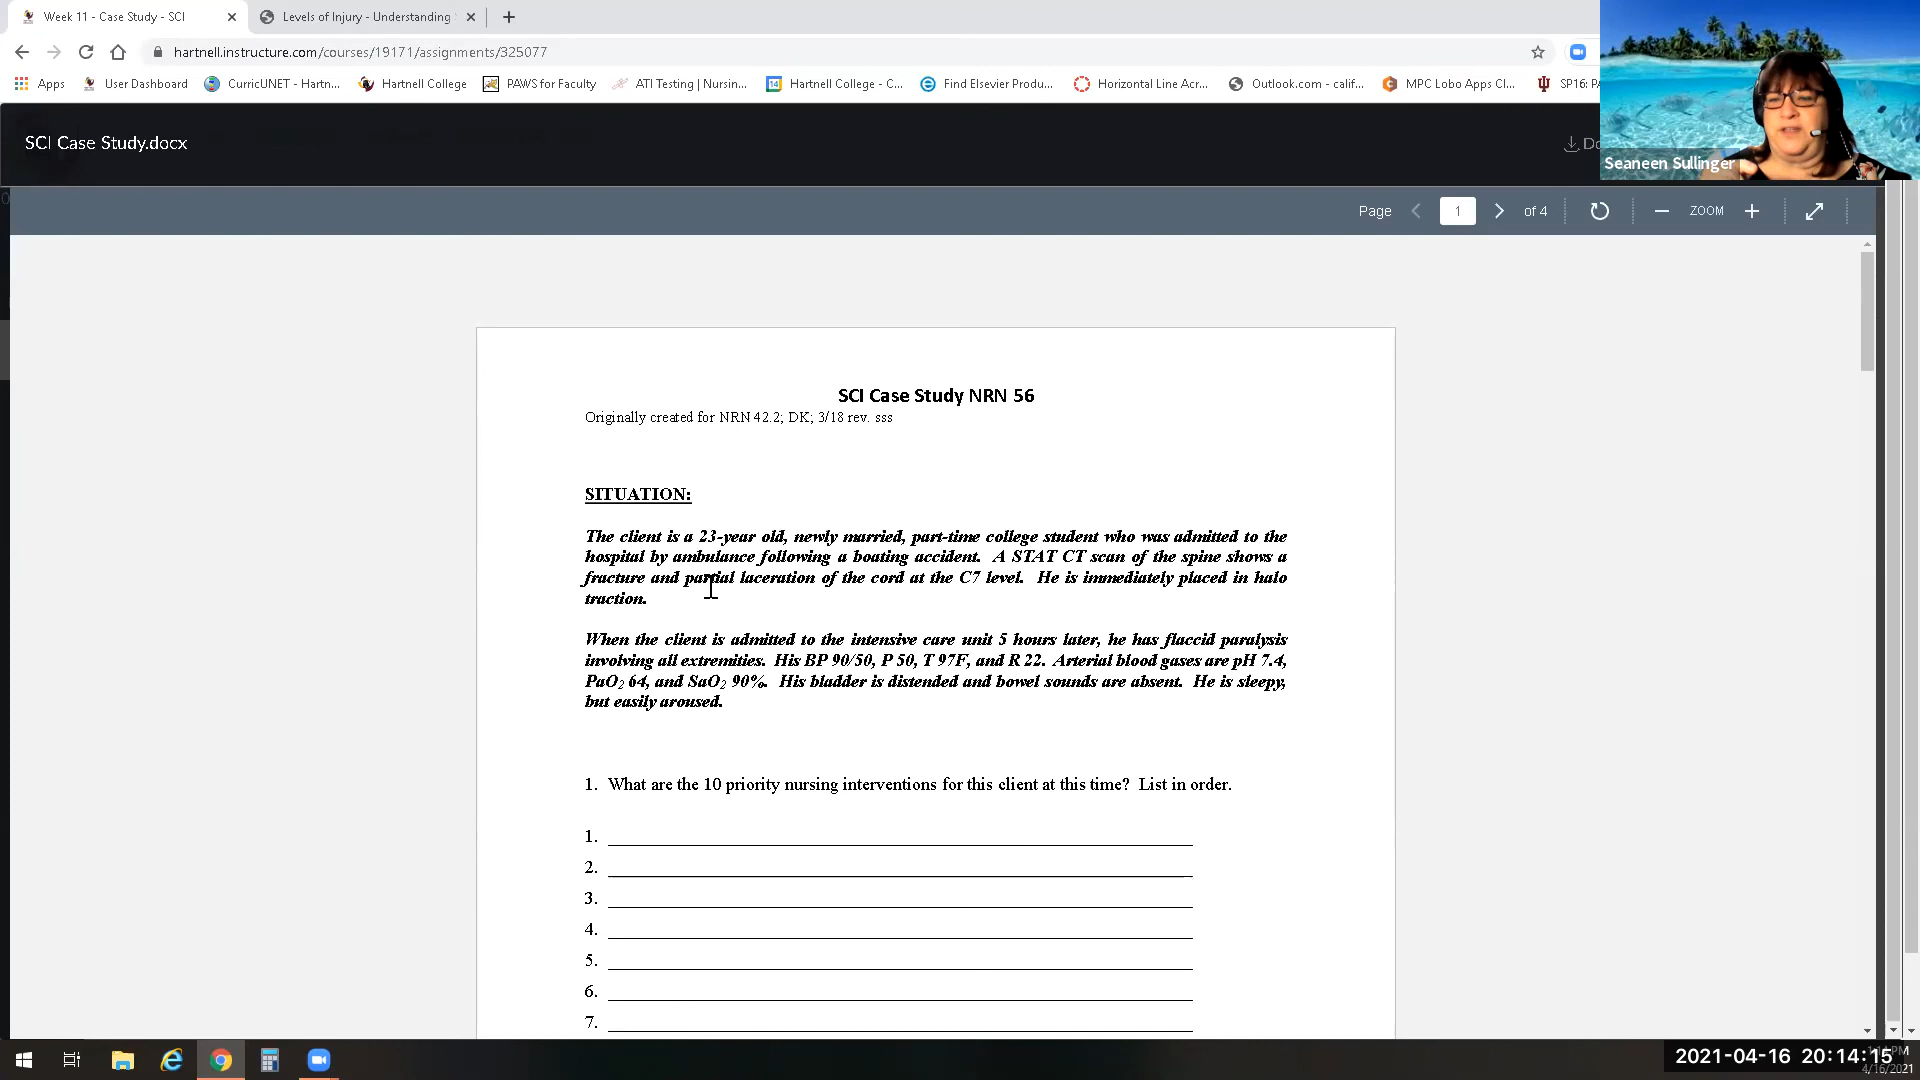 Week 11 - Case Study - SCI
Levels of Injury - Understanding
hartnell.instructure.com/courses/19171/assignments/325077
Apps
User Dashboard
CurricUNET - Hartn...
Hartnell College
PAWS for Faculty
ATI Testing | Nursin...
Hartnell College - C...
Find Elsevier Produ...
Horizontal Line Acr...
Outlook.com - calif...
MPC Lobo Apps Cl...
SP16: PA
SCI Case Study.docx
Seaneen Sullinger
Page
1
of 4
ZOOM
SCI Case Study NRN 56
Originally created for NRN 42.2; DK; 3/18 rev. sss
SITUATION:
The client is a 23-year old, newly married, part-time college student who was admitted to the
hospital by ambulance following a boating accident. A STAT CT scan of the spine shows a
fracture and partial laceration of the cord at the C7 level. He is immediately placed in halo
traction.
When the client is admitted to the intensive care unit 5 hours later, he has flaccid paralysis
involving all extremities. His BP 90/50, P 50, T 97F, and R 22. Arterial blood gases are pH 7.4,
PaO2 64, and SaO2 90%. His bladder is distended and bowel sounds are absent. He is sleepy,
but easily aroused.
1. What are the 10 priority nursing interventions for this client at this time? List in order.
1.
2.
3.
4.
5.
6.
7.
2021-04-16 20:14:15
4/16/2021